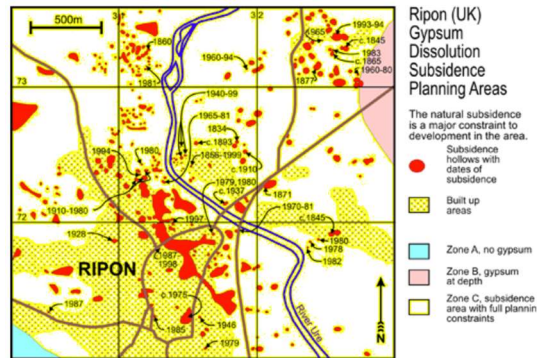 500m
31
32
73
72
1860
1981
1960-94
1965
1993-94
c.1845
1983
c.1865
1960-80
1877
1940-99
1965-81
1834
c.1893
1856-1999
c.1910
1994
1980
1979,1980
c.1937
1871
1910-1980
1970-81
c.1845
1997
1928
1987-
1998
1980
1978
1982
RIPON
c.1975
1987
1985
1946
1979
River Ure
N
Ripon (UK)
Gypsum
Dissolution
Subsidence
Planning Areas
The natural subsidence
is a major constraint to
development in the area.
Subsidence
hollows with
dates of
subsidence
Built up
areas
Zone A, no gypsum
Zone B, gypsum
at depth
Zone C, subsidence
area with full plannin
constraints